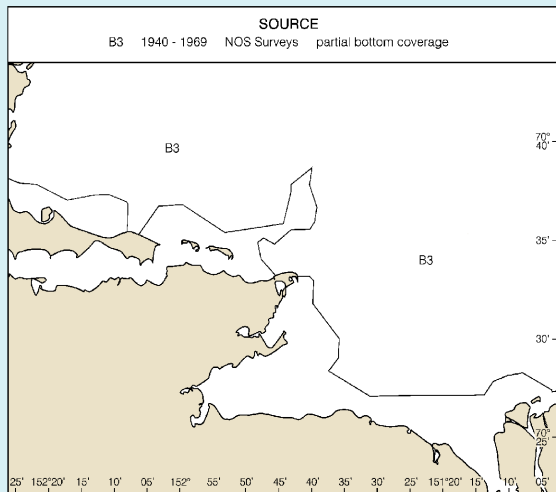 SOURCE
B3 1940 - 1969 NOS Surveys partial bottom coverage
70°
40'
B3
35'
B3
30'
70°
25'
25' 152°20' 15' 10' 05' 152° 55' 50' 45' 40' 35' 30' 25' 151°20' 15' 10' 05'